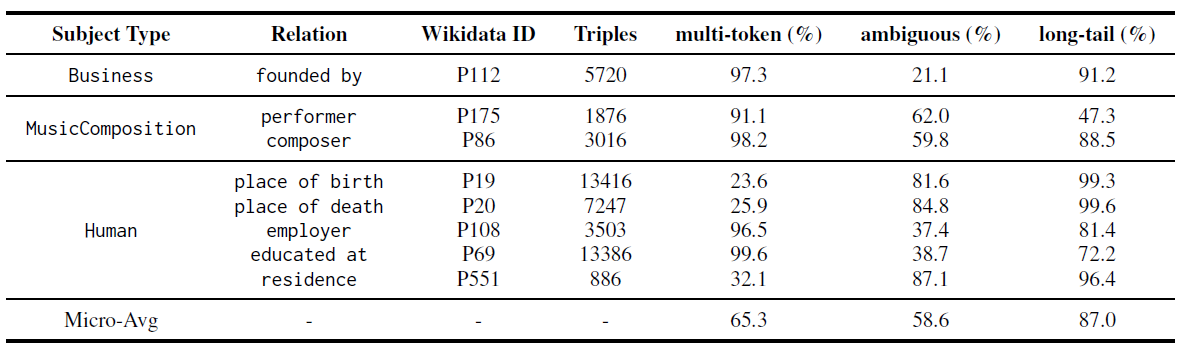 Subject Type Relation Wikidata ID Triples multi-token (%) ambiguous (%) long-tail (%)
Business founded by P112 5720 97.3 21.1 91.2
MusicComposition performer P175 1876 91.1 62.0 47.3
composer P86 3016 98.2 59.8 88.5
Human place of birth P19 13416 23.6 81.6 99.3
place of death P20 7247 25.9 84.8 99.6
employer P108 3503 96.5 37.4 81.4
educated at P69 13386 99.6 38.7 72.2
residence P551 886 32.1 87.1 96.4
Micro-Avg - - - 65.3 58.6 87.0